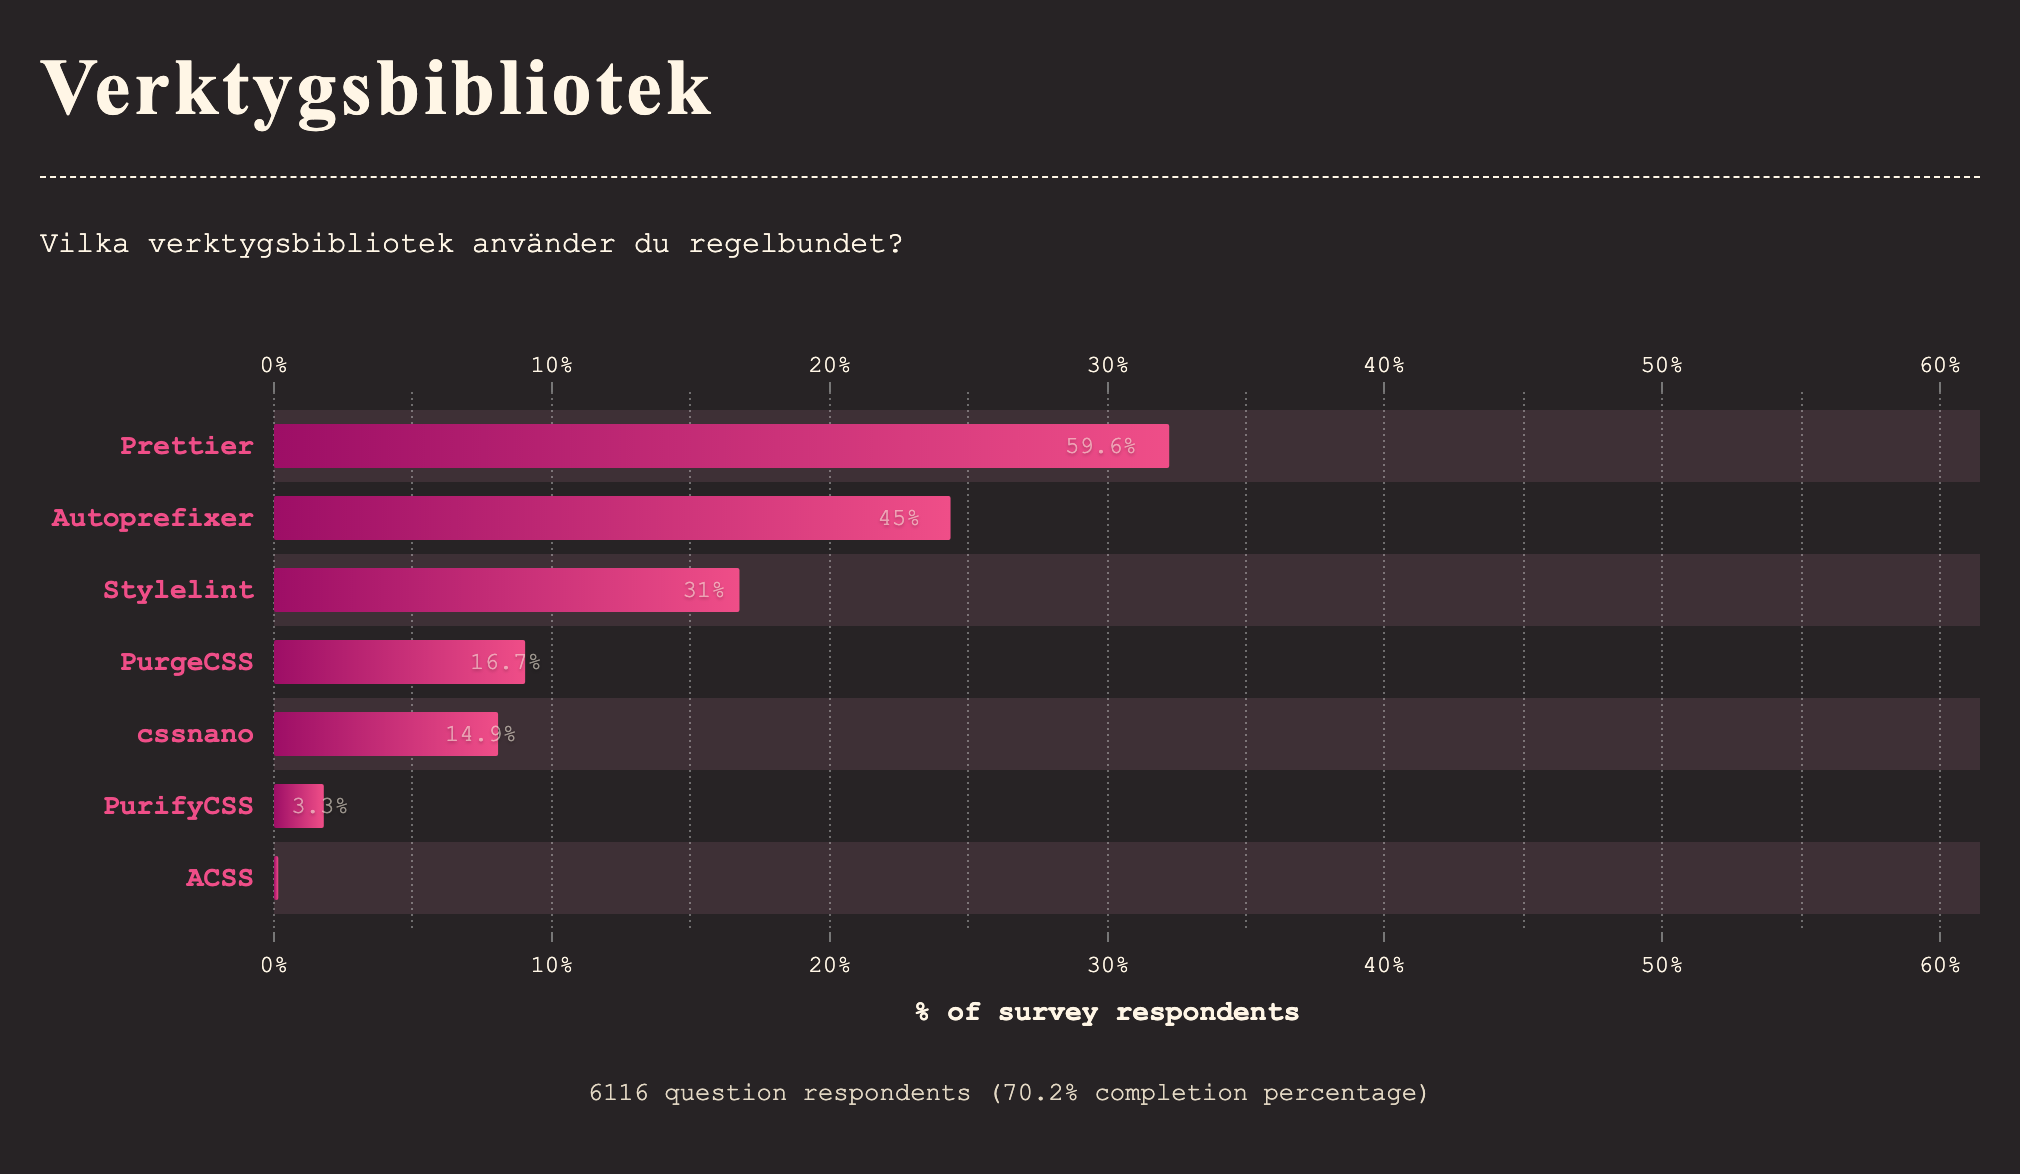 Verktygsbibliotek
Vilka verktygsbibliotek använder du regelbundet?
0% 10% 20% 30% 40% 50% 60%
Prettier 59.6%
Autoprefixer 45%
Stylelint 31%
PurgeCSS 16.7%
cssnano 14.9%
PurifyCSS 3.3%
ACSS
0% 10% 20% 30% 40% 50% 60%
% of survey respondents
6116 question respondents (70.2% completion percentage)